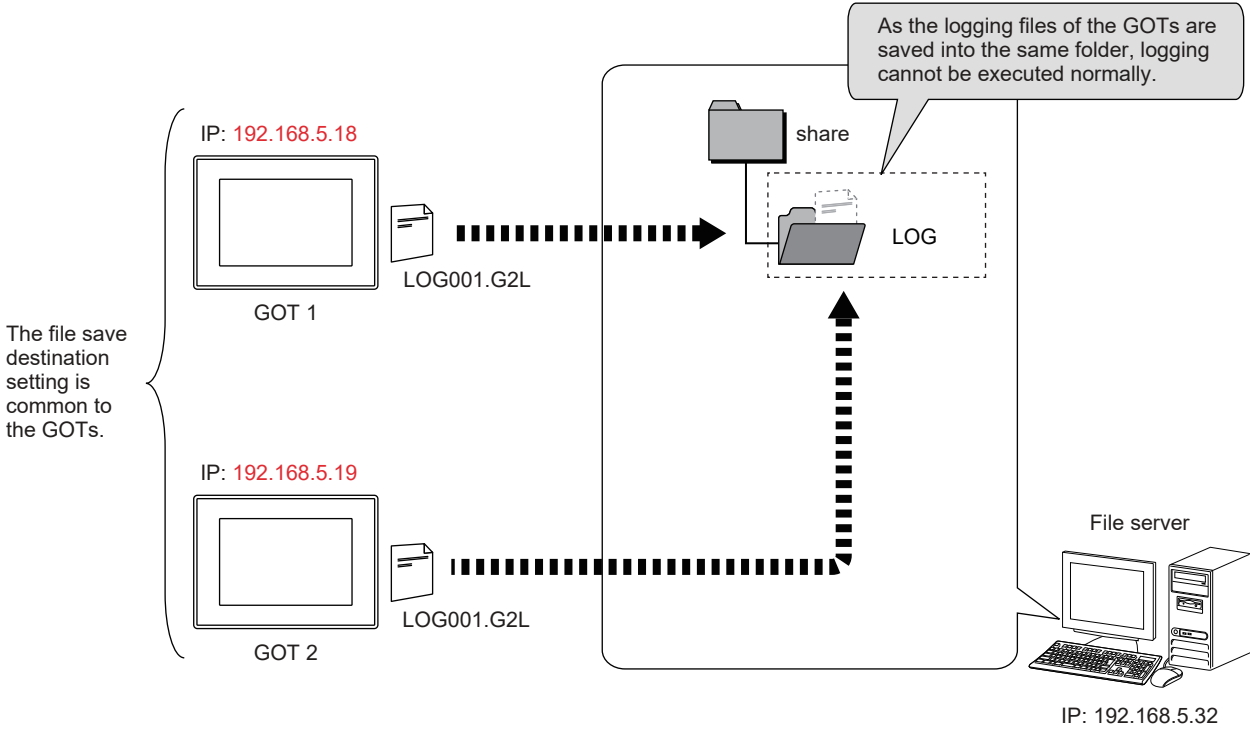 As the logging files of the GOTs are
saved into the same folder, logging
cannot be executed normally.
IP: 192.168.5.18
share
LOG
LOG001.G2L
GOT 1
The file save
destination
setting is
common to
the GOTs.
IP: 192.168.5.19
LOG001.G2L
GOT 2
File server
IP: 192.168.5.32